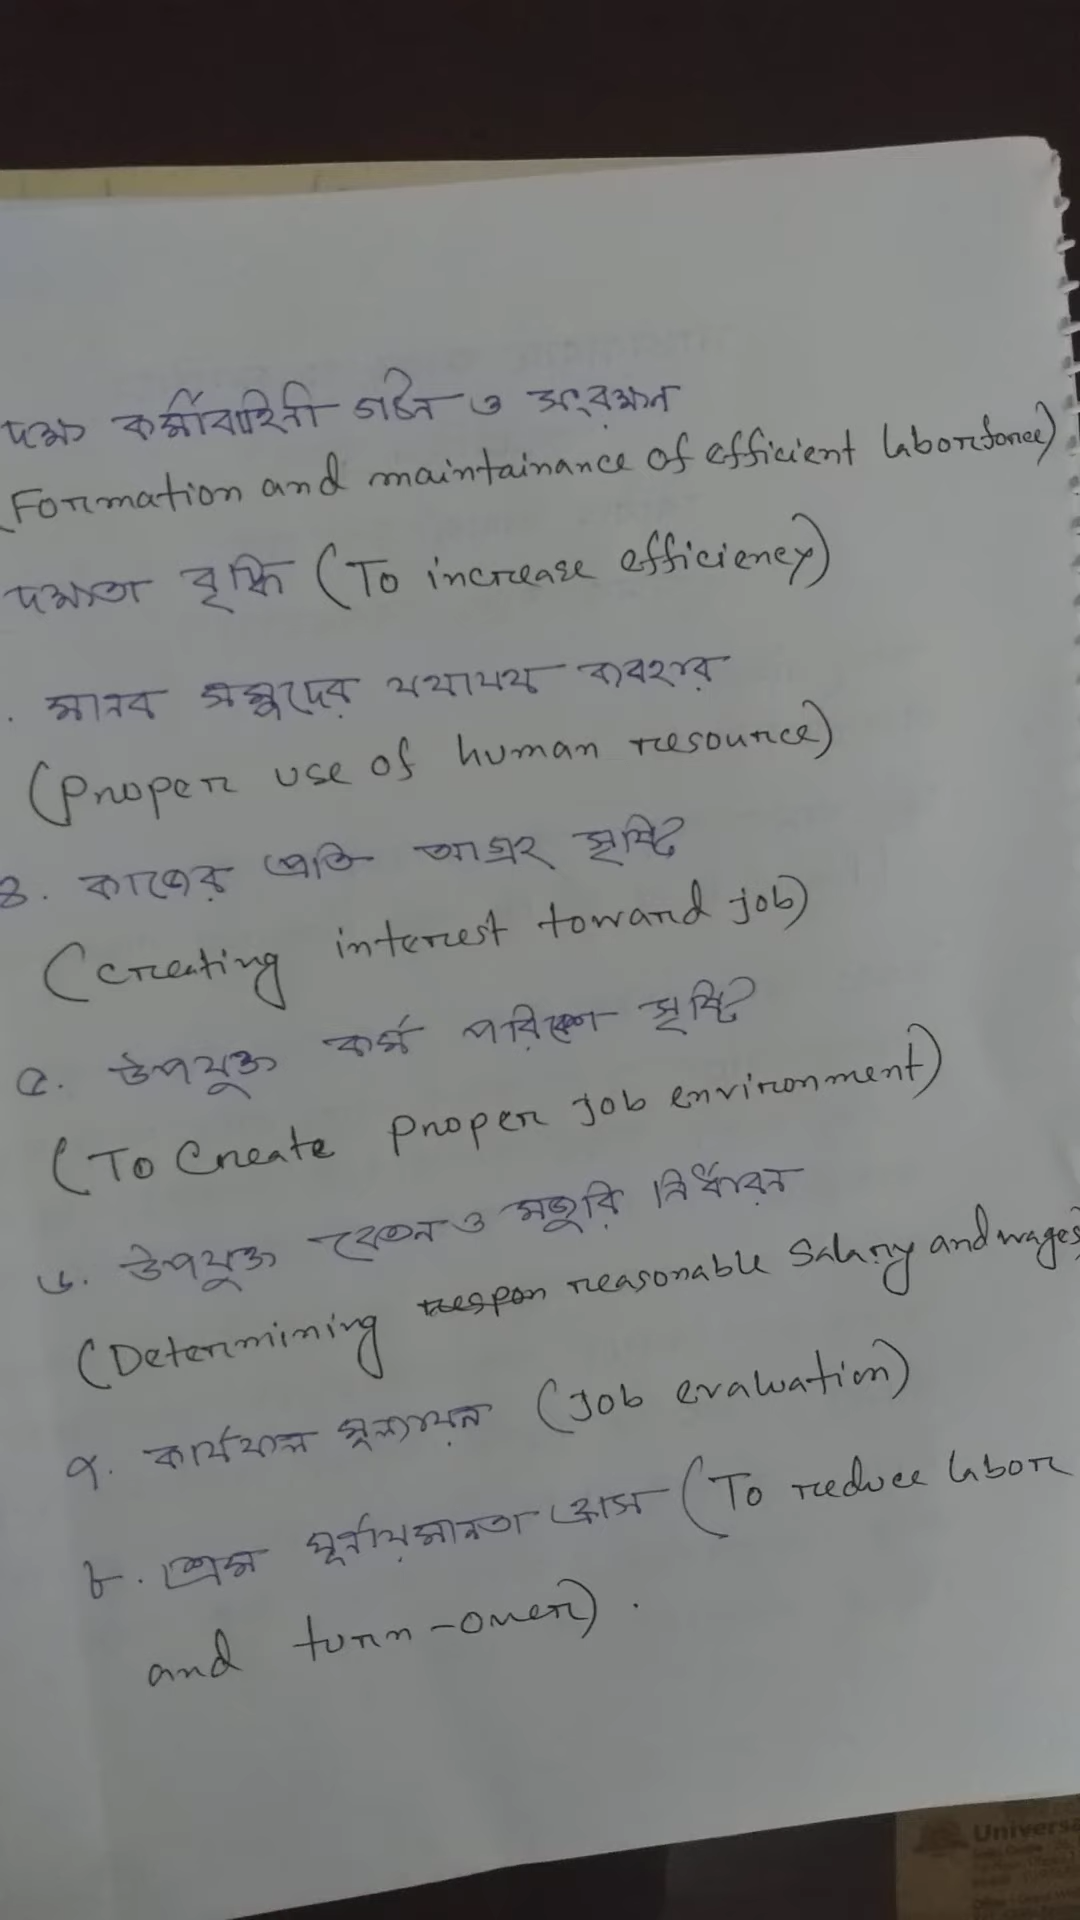 দক্ষ কর্মীবাহিনী গঠন ও সংরক্ষন
(Formation and maintainance of efficient laborforce)
দক্ষতা বৃদ্ধি (To increase efficiency)
. মানব সম্পদের যথাযথ ব্যবহার
(Proper use of human resource)
৪. কাজের প্রতি আগ্রহ সৃষ্টি
(creating interest toward job)
৫. উপযুক্ত কর্ম পরিবেশ সৃষ্টি
(To Create proper job environment)
৬. উপযুক্ত বেতন ও মজুরি নির্ধারন
(Determining reasonable Salary and wages)
৭. কার্যফল মূল্যায়ন (Job evaluation)
৮. শ্রম ঘূর্নায়মানতা হ্রাস (To reduce labor
and turn-over).
Universa